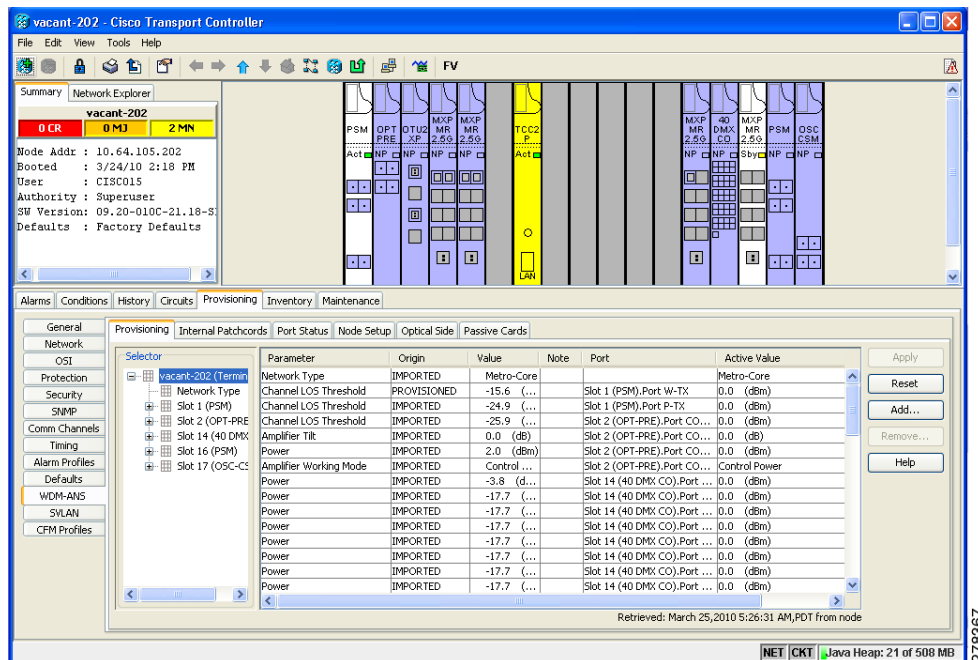 vacant-202 - Cisco Transport Controller
File Edit View Tools Help
FV
Summary Network Explorer
vacant-202
0 CR 0 MJ 2 MN
Node Addr : 10.64.105.202
Booted : 3/24/10 2:18 PM
User : CISCO15
Authority : Superuser
SW Version: 09.20-010C-21.18-S
Defaults : Factory Defaults
PSM OPT PRE OTU2 XP MXP MR 2.5G MXP MR 2.5G TCC2 P MXP MR 2.5G 40 DMX CO MXP MR 2.5G PSM OSC CSM
Act NP NP NP NP Act NP NP Sby NP NP
LAN
Alarms Conditions History Circuits Provisioning Inventory Maintenance
General
Network
OSI
Protection
Security
SNMP
Comm Channels
Timing
Alarm Profiles
Defaults
WDM-ANS
SVLAN
CFM Profiles
Provisioning Internal Patchcords Port Status Node Setup Optical Side Passive Cards
Selector
vacant-202 (Termin
Network Type
Slot 1 (PSM)
Slot 2 (OPT-PRE
Slot 14 (40 DMX
Slot 16 (PSM)
Slot 17 (OSC-CS
Parameter Origin Value Note Port Active Value
Network Type IMPORTED Metro-Core Metro-Core
Channel LOS Threshold PROVISIONED -15.6 (... Slot 1 (PSM).Port W-TX 0.0 (dBm)
Channel LOS Threshold IMPORTED -24.9 (... Slot 1 (PSM).Port P-TX 0.0 (dBm)
Channel LOS Threshold IMPORTED -25.9 (... Slot 2 (OPT-PRE).Port CO... 0.0 (dBm)
Amplifier Tilt IMPORTED 0.0 (dB) Slot 2 (OPT-PRE).Port CO... 0.0 (dB)
Power IMPORTED 2.0 (dBm) Slot 2 (OPT-PRE).Port CO... 0.0 (dBm)
Amplifier Working Mode IMPORTED Control ... Slot 2 (OPT-PRE).Port CO... Control Power
Power IMPORTED -3.8 (d... Slot 14 (40 DMX CO).Port ... 0.0 (dBm)
Power IMPORTED -17.7 (... Slot 14 (40 DMX CO).Port ... 0.0 (dBm)
Power IMPORTED -17.7 (... Slot 14 (40 DMX CO).Port ... 0.0 (dBm)
Power IMPORTED -17.7 (... Slot 14 (40 DMX CO).Port ... 0.0 (dBm)
Power IMPORTED -17.7 (... Slot 14 (40 DMX CO).Port ... 0.0 (dBm)
Power IMPORTED -17.7 (... Slot 14 (40 DMX CO).Port ... 0.0 (dBm)
Power IMPORTED -17.7 (... Slot 14 (40 DMX CO).Port ... 0.0 (dBm)
Power IMPORTED -17.7 (... Slot 14 (40 DMX CO).Port ... 0.0 (dBm)
Apply
Reset
Add...
Remove...
Help
Retrieved: March 25,2010 5:26:31 AM,PDT from node
NET CKT Java Heap: 21 of 508 MB